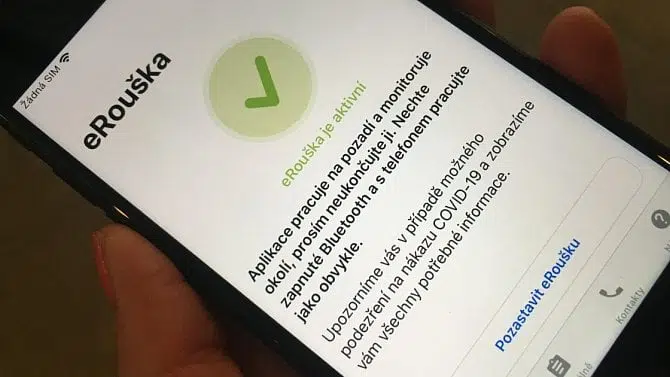 Žádná SIM
eRouška
eRouška je aktivní
Aplikace pracuje na pozadí a monitoruje
okolí, prosím neukončujte ji. Nechte
zapnuté Bluetooth a s telefonem pracujte
jako obvykle.
Upozorníme vás v případě možného
podezření na nákazu COVID-19 a zobrazíme
vám všechny potřebné informace.
Pozastavit eRoušku
Kontakty